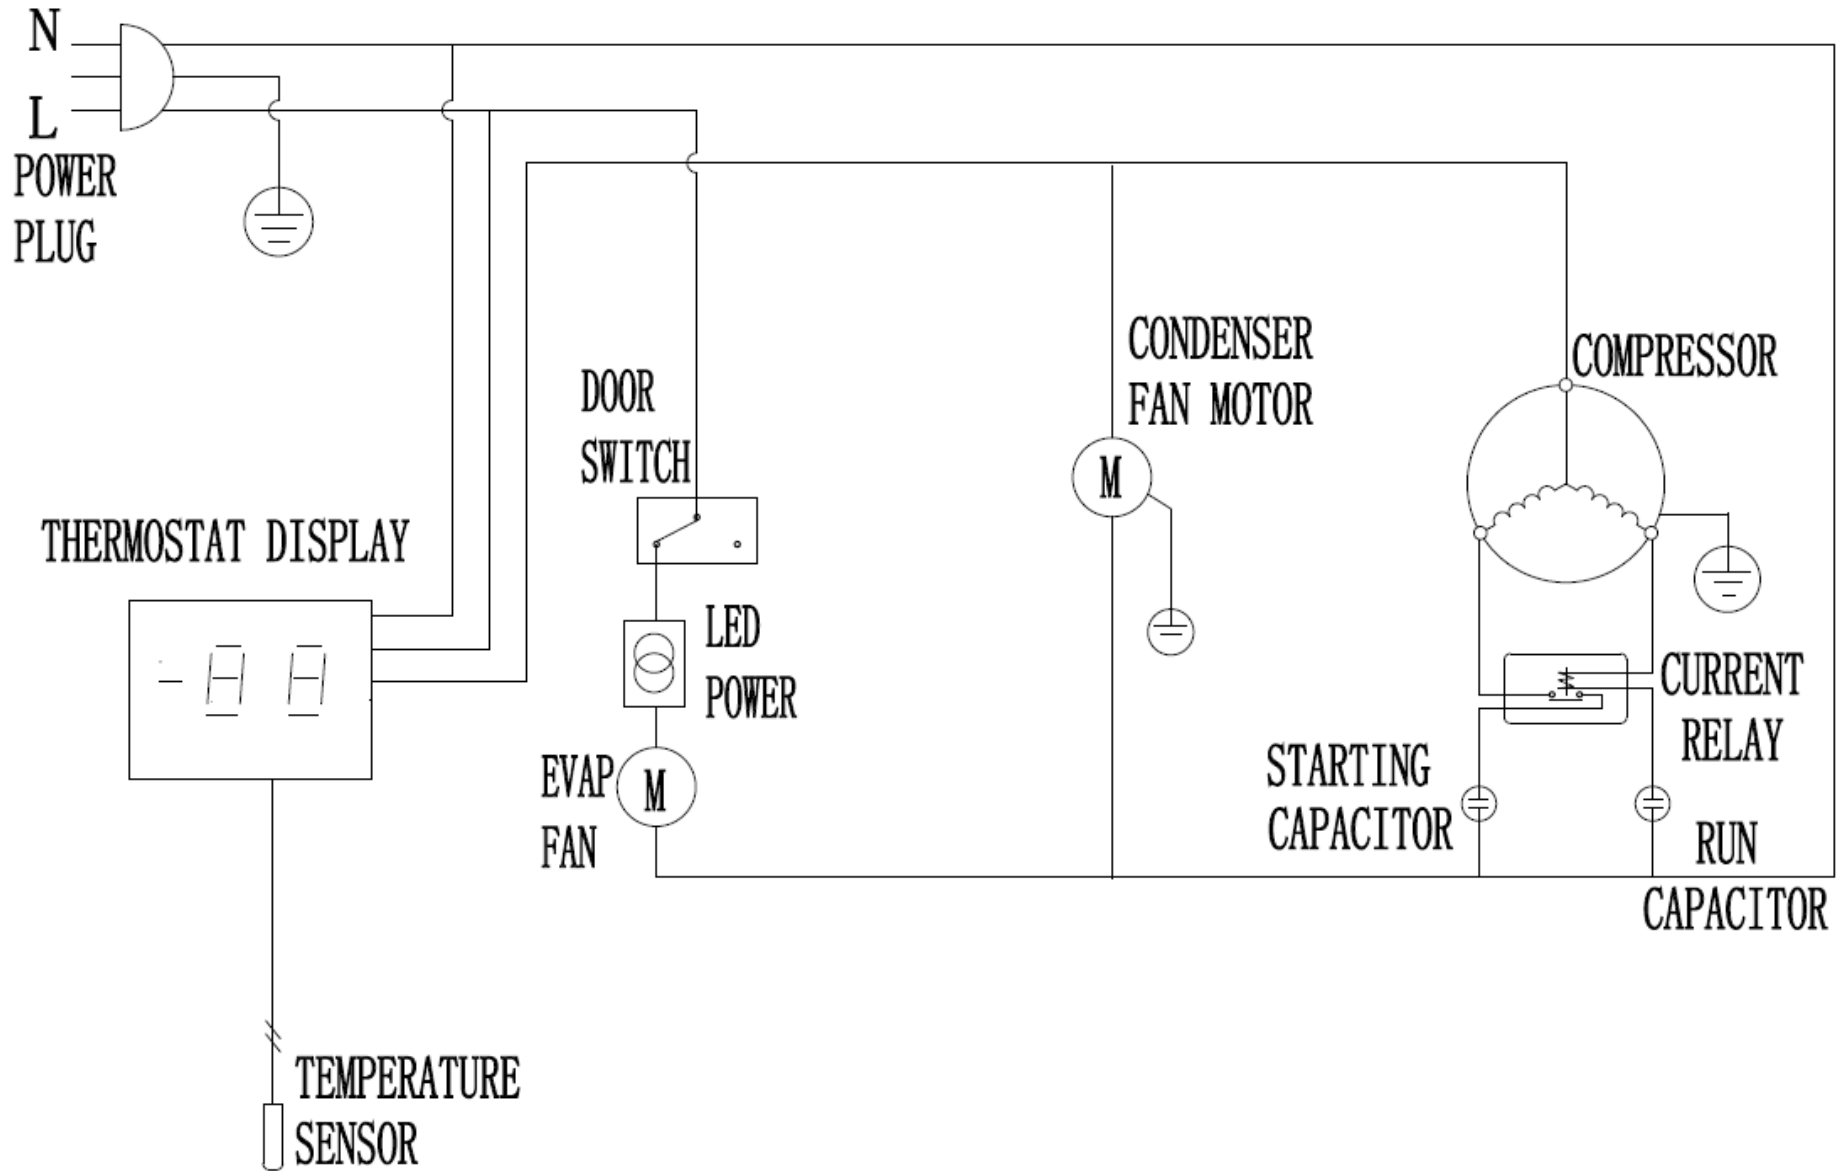 N
L
POWER
PLUG
THERMOSTAT DISPLAY
-88
TEMPERATURE
SENSOR
DOOR
SWITCH
LED
POWER
EVAP
FAN
M
CONDENSER
FAN MOTOR
M
COMPRESSOR
CURRENT
RELAY
STARTING
CAPACITOR
RUN
CAPACITOR